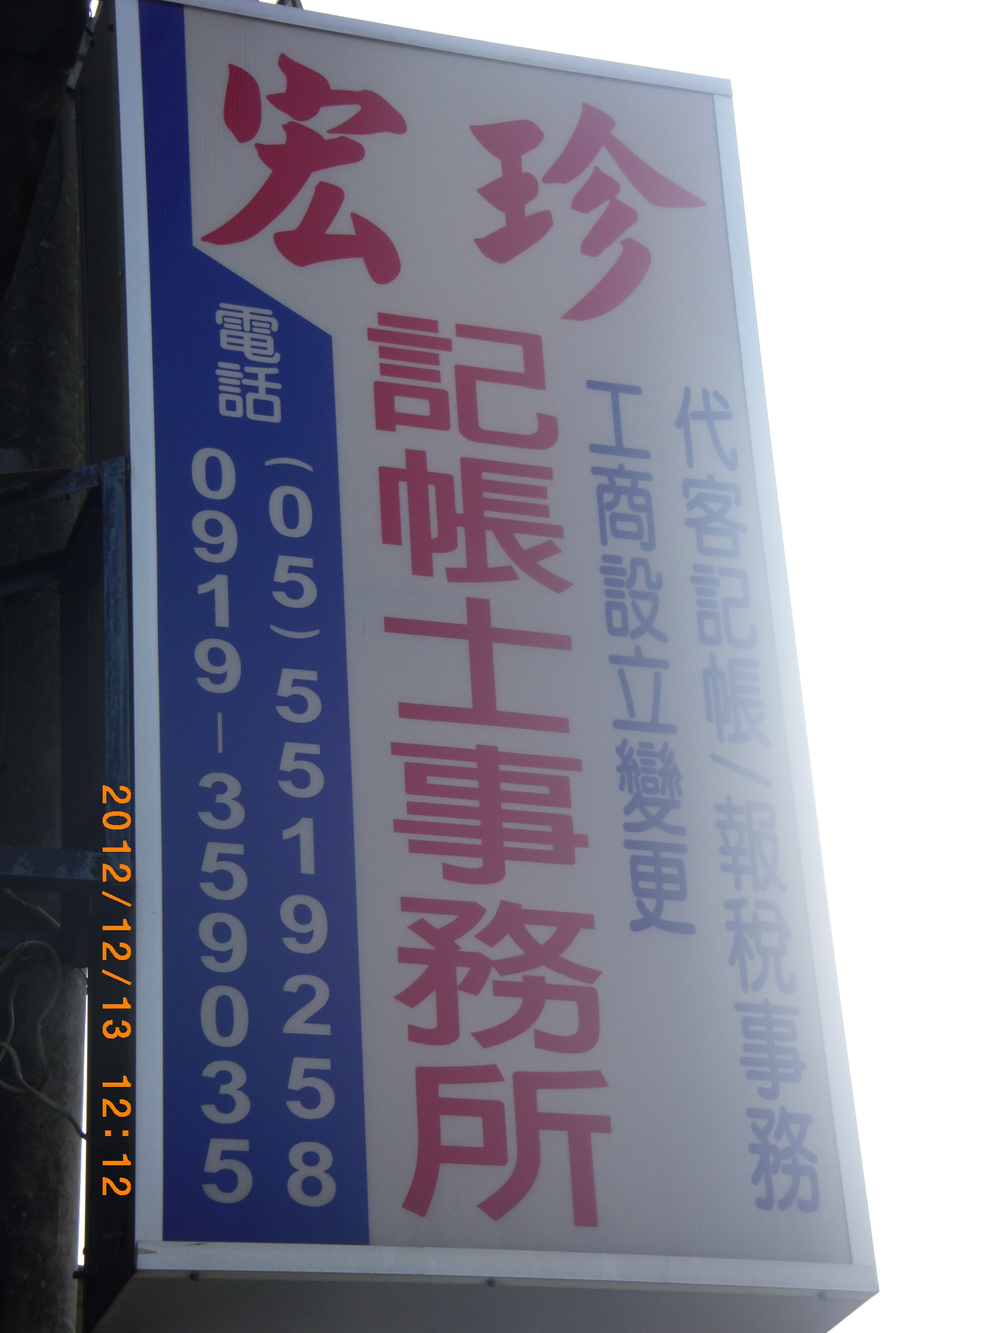 宏珍
代客記帳/報稅事務
工商設立變更
記帳士事務所
電話
(05)5519258
0919-359035
2012/12/13 12:12